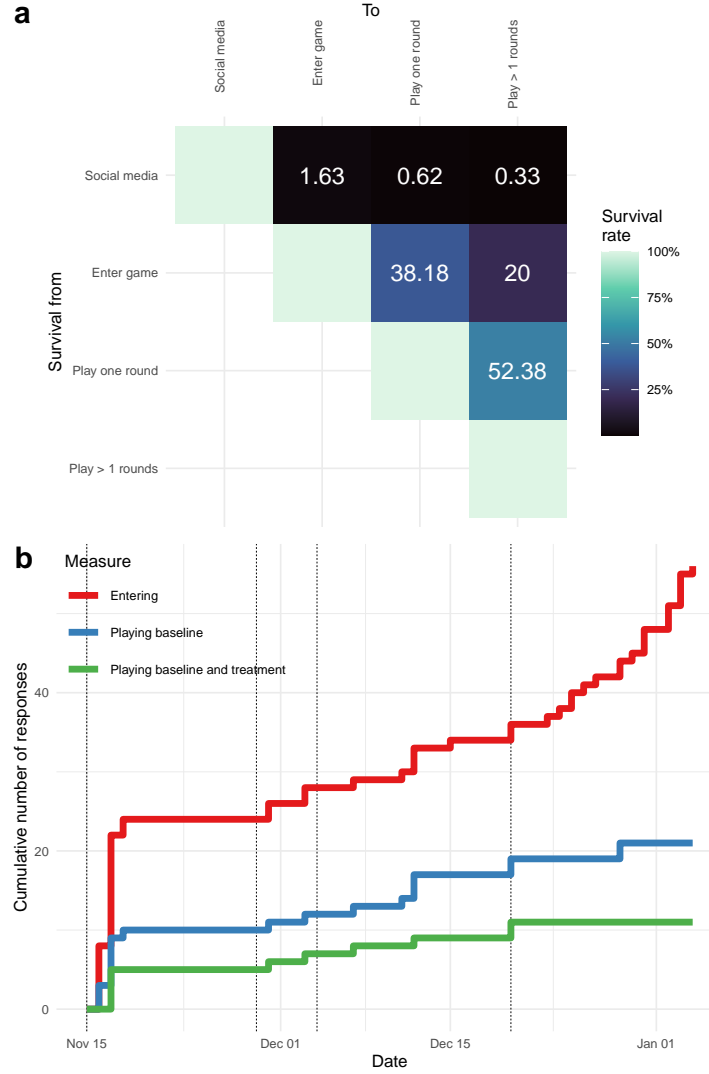 a
To
Social media
Enter game
Play one round
Play > 1 rounds
Survival from
Social media
1.63
0.62
0.33
Enter game
38.18
20
Play one round
52.38
Play > 1 rounds
Survival
rate
100%
75%
50%
25%
b
Measure
Entering
Playing baseline
Playing baseline and treatment
Cumulative number of responses
40
20
0
Nov 15
Dec 01
Dec 15
Jan 01
Date